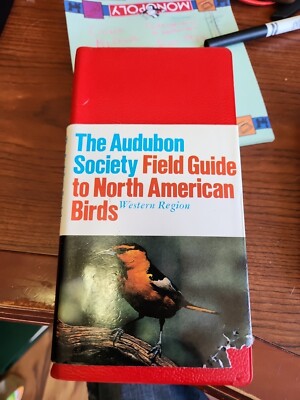 MONOPOLY
The Audubon
Society Field Guide
to North American
Birds Western Region